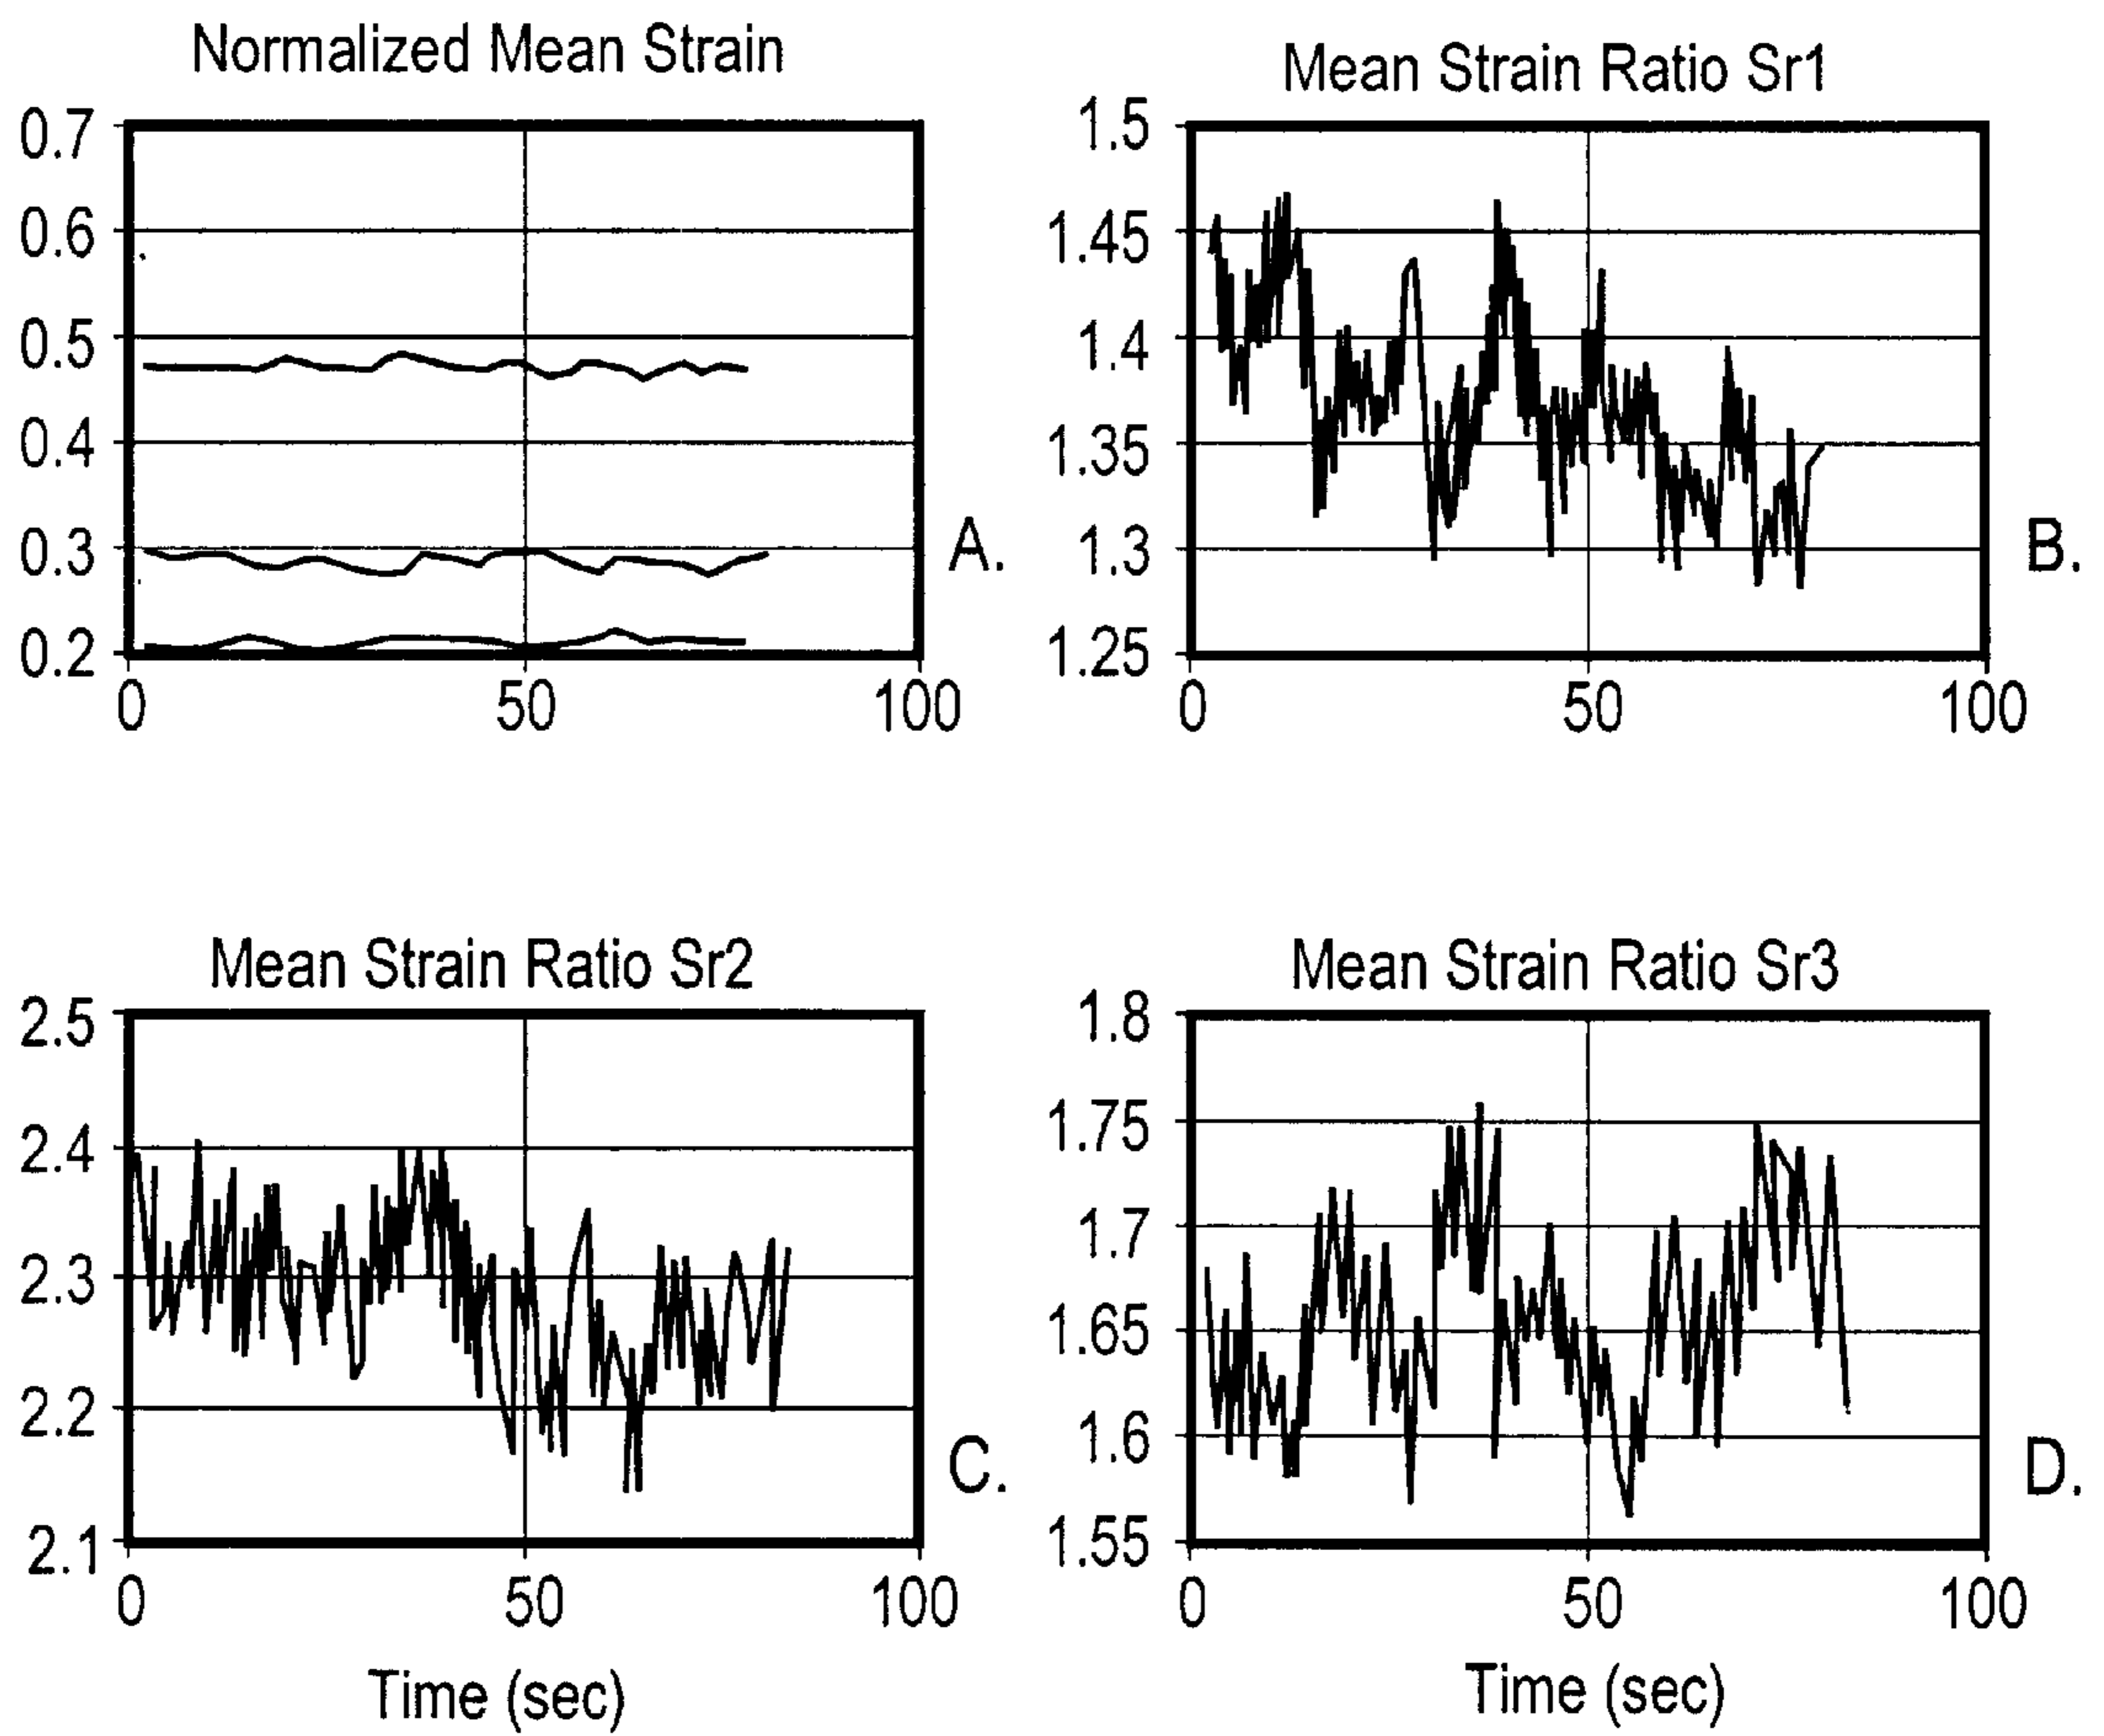 Normalized Mean Strain
0.7
0.6
0.5
0.4
0.3
0.2
0 50 100
A.
Mean Strain Ratio Sr1
1.5
1.45
1.4
1.35
1.3
1.25
0 50 100
B.
Mean Strain Ratio Sr2
2.5
2.4
2.3
2.2
2.1
0 50 100
Time (sec)
C.
Mean Strain Ratio Sr3
1.8
1.75
1.7
1.65
1.6
1.55
0 50 100
Time (sec)
D.